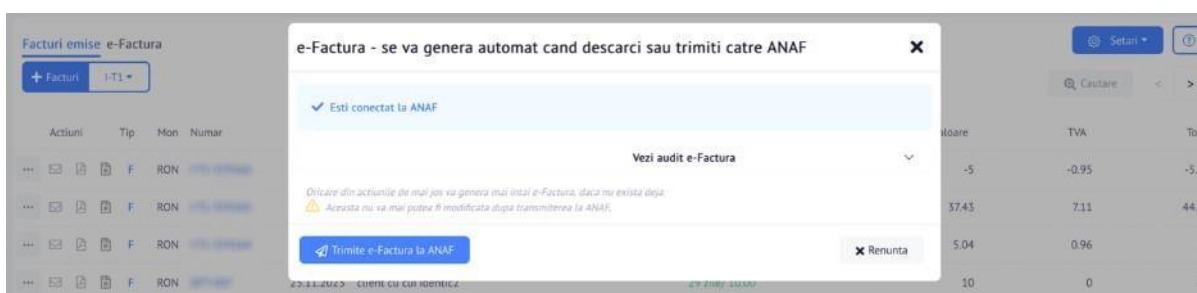 Facturi emise e-Factura
+ Facturi I-T1
Setari
Cautare < >
e-Factura - se va genera automat cand descarci sau trimiti catre ANAF
Esti conectat la ANAF
Vezi audit e-Factura
Oricare din actiunile de mai jos va genera mai intai e-Factura, daca nu exista deja.
Aceasta nu va mai putea fi modificata dupa transmiterea la ANAF.
Trimite e-Factura la ANAF
Renunta
Actiuni Tip Mon Numar TVA
... F RON -5 -0.95
... F RON 37.43 7.11
... F RON 5.04 0.96
... F RON 25.11.2023 10 0